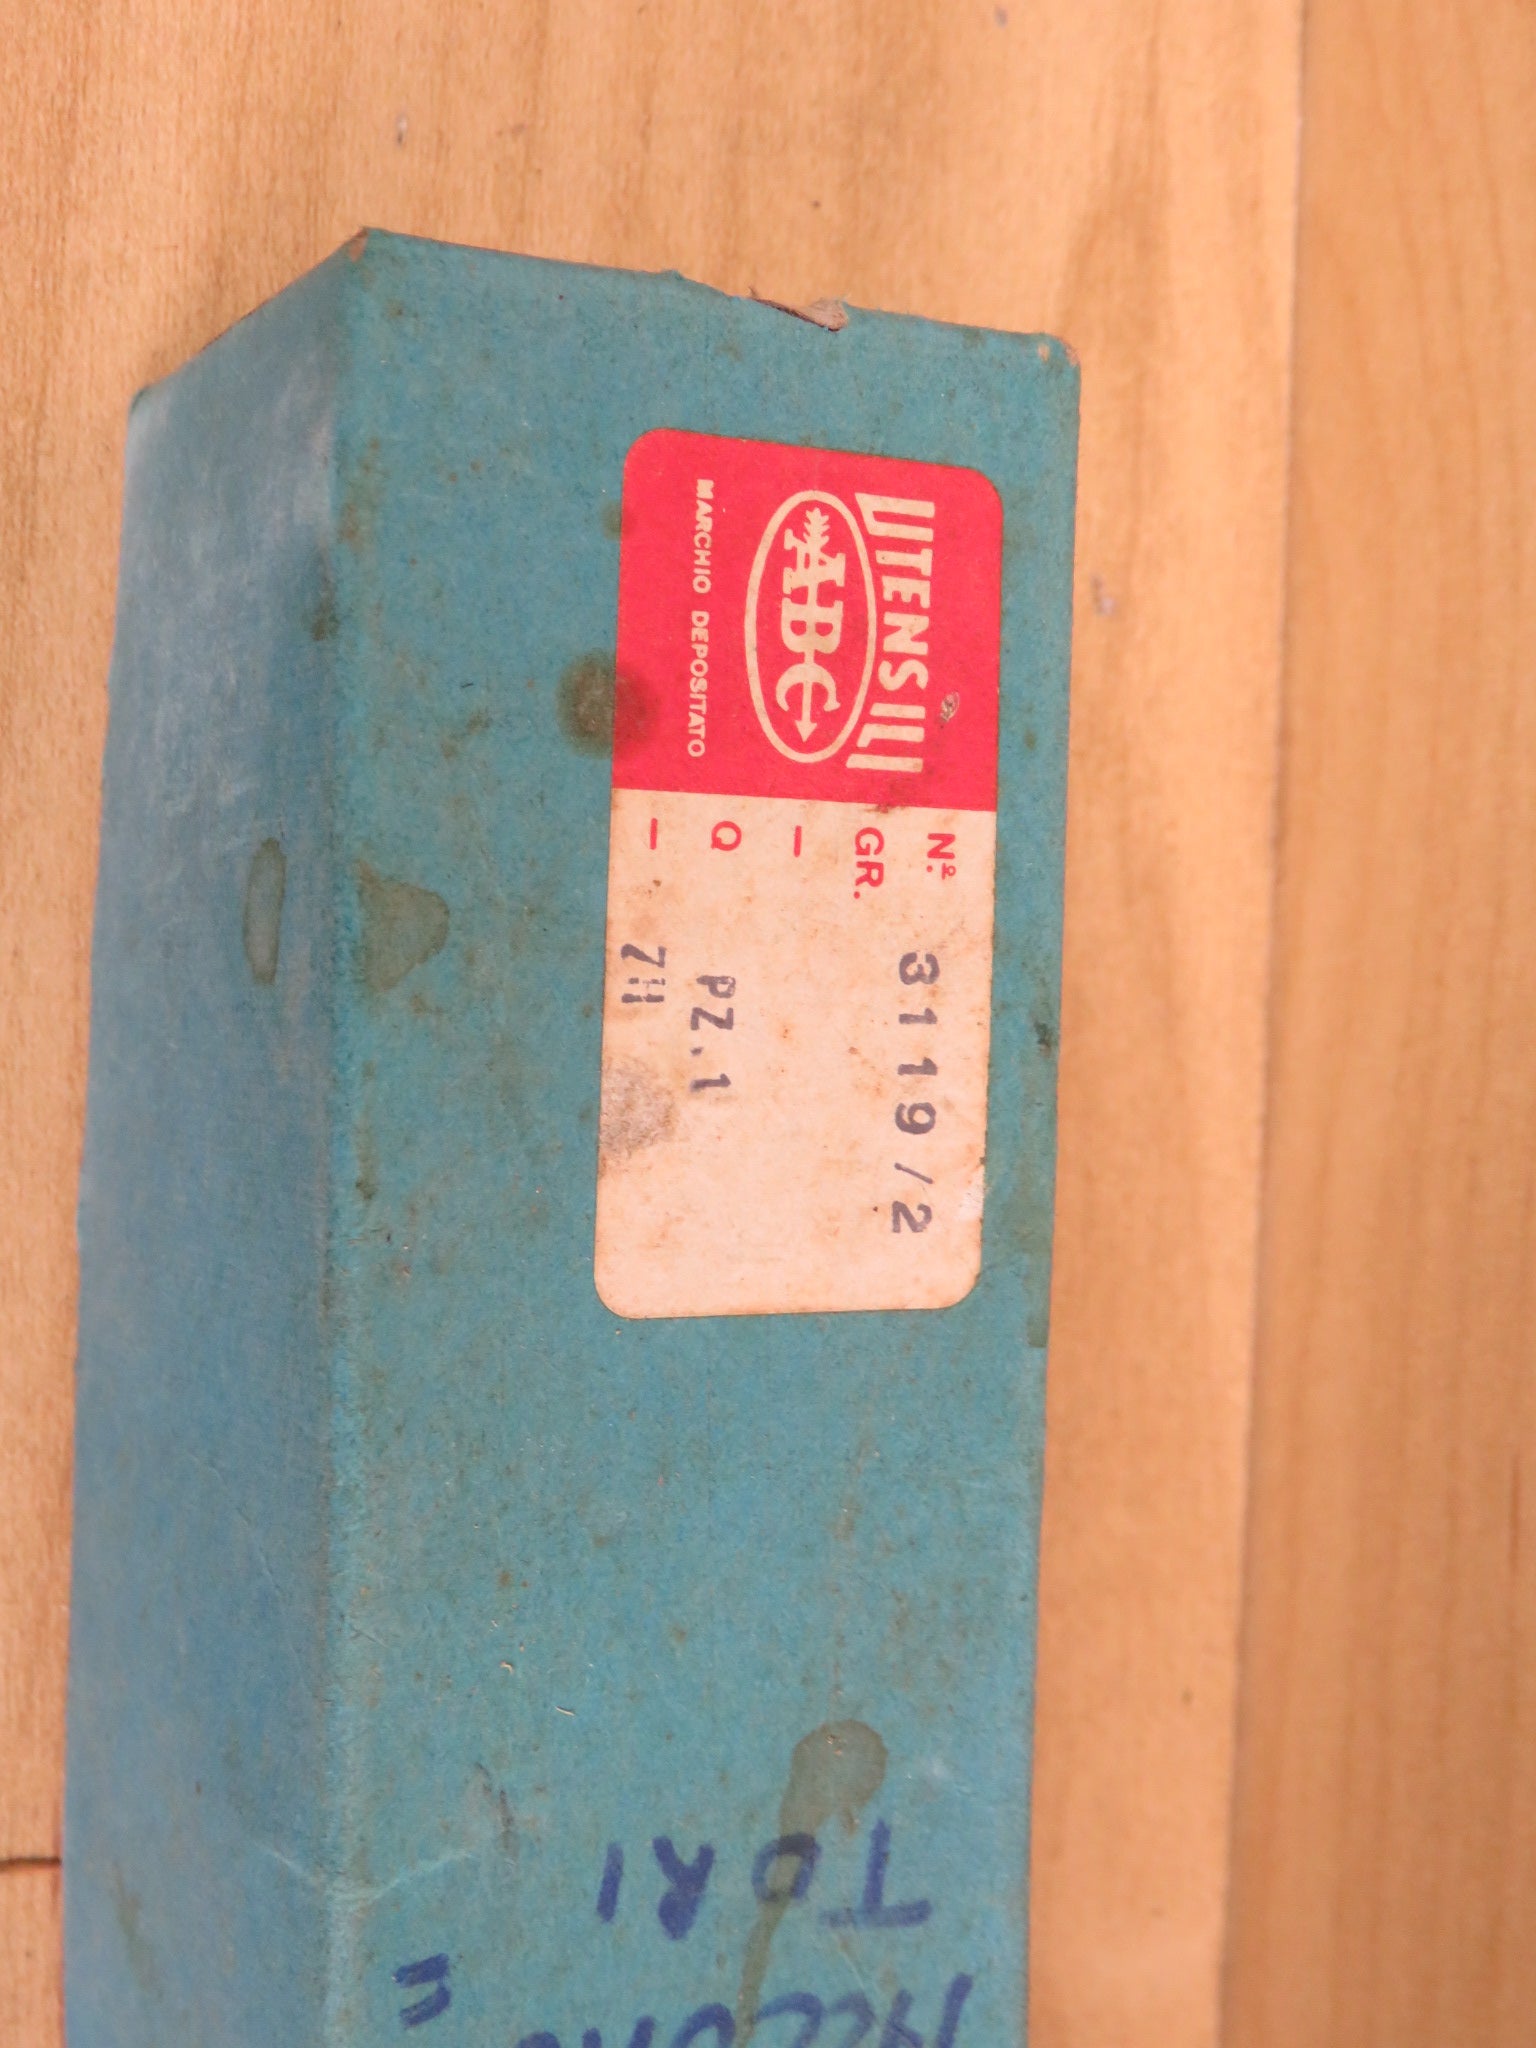 UTENSILI
ABC
MARCHIO DEPOSITATO
Nº. 3119/2
GR.
—
Q PZ.1
— 7H
TORI